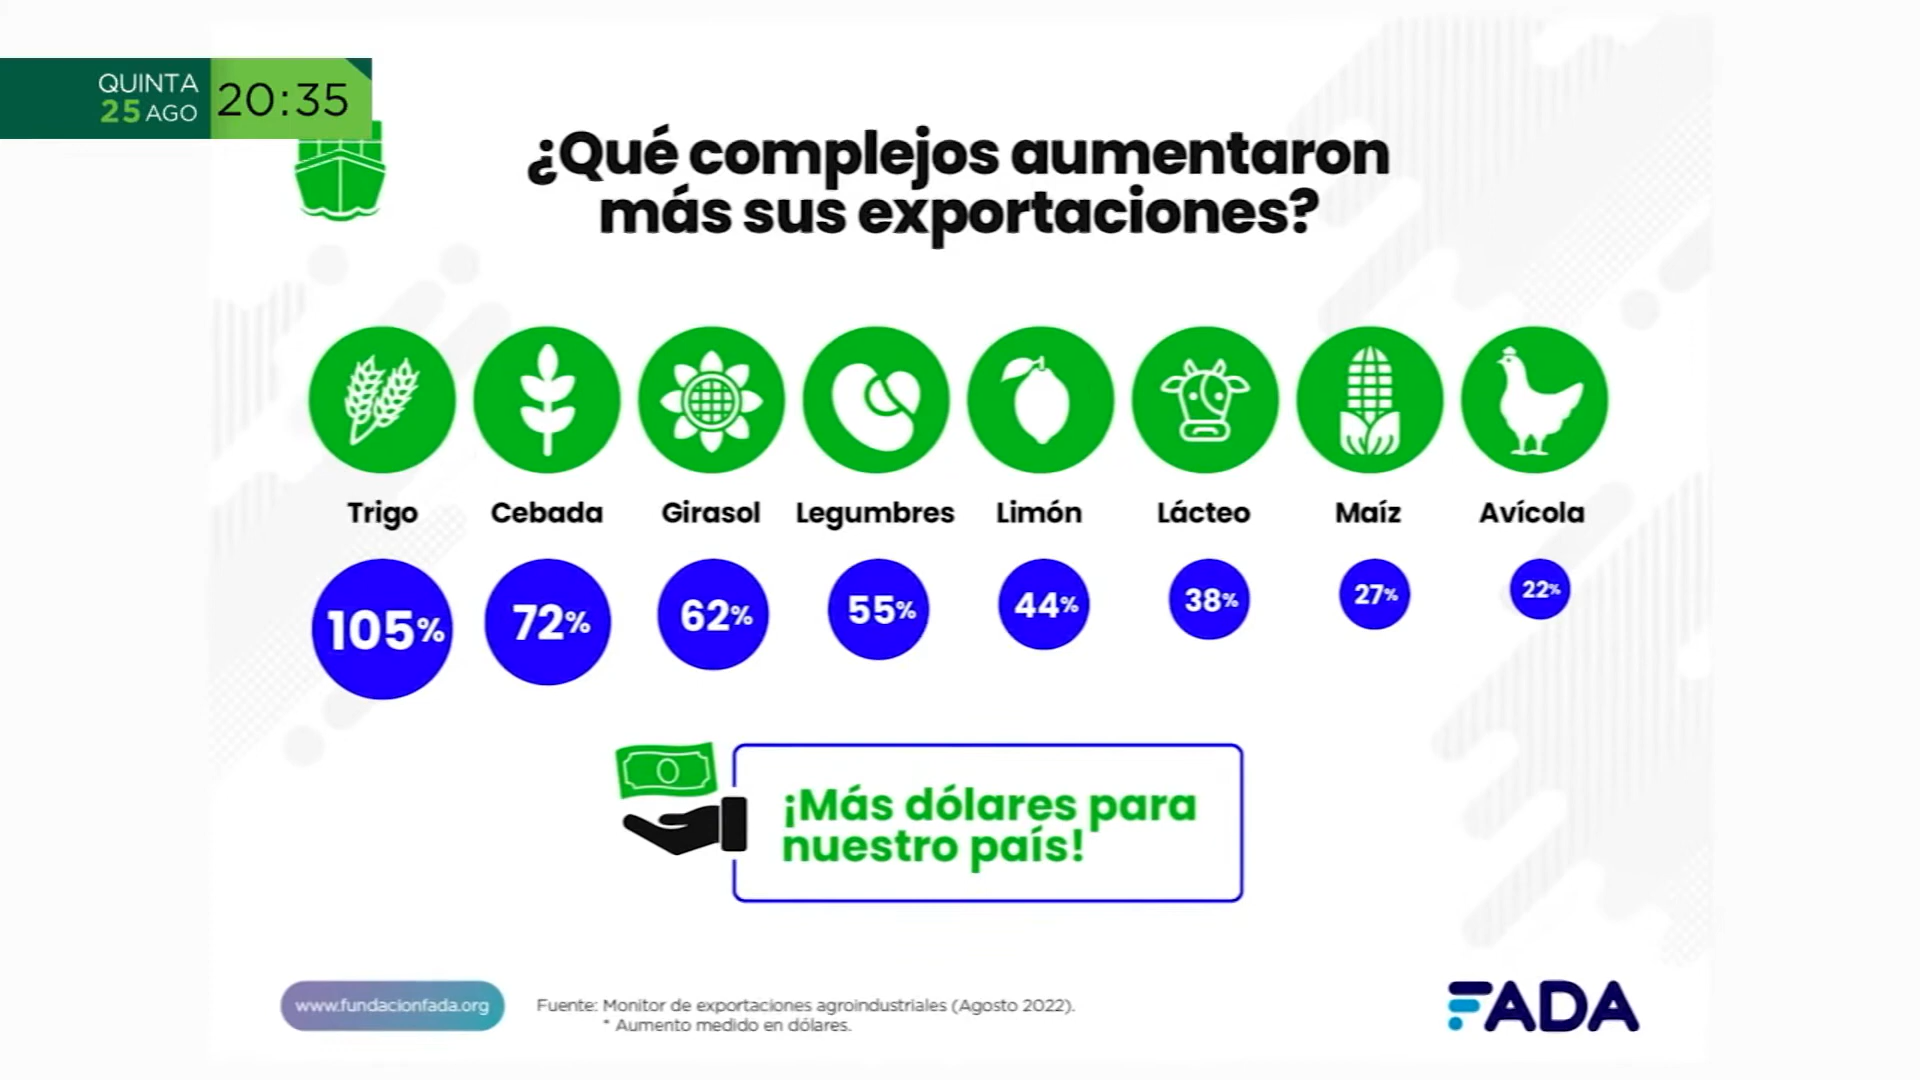 QUINTA
25 AGO
20:35
¿Qué complejos aumentaron
más sus exportaciones?
Trigo
Cebada
Girasol
Legumbres
Limón
Lácteo
Maíz
Avícola
105%
72%
62%
55%
44%
38%
27%
22%
¡Más dólares para
nuestro país!
www.fundacionfada.org
Fuente: Monitor de exportaciones agroindustriales (Agosto 2022).
* Aumento medido en dólares.
FADA